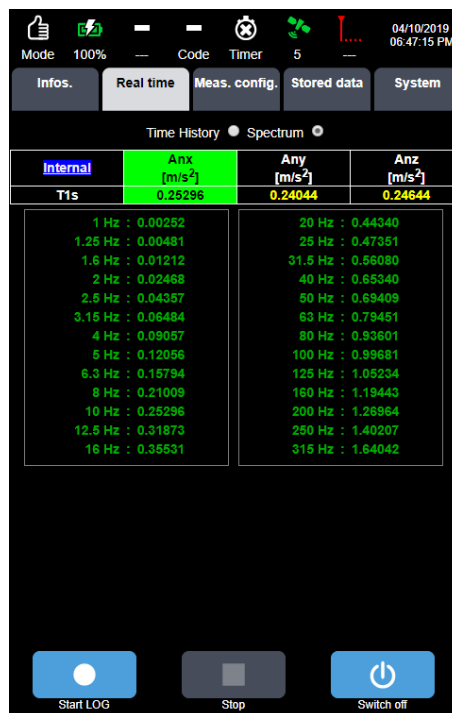 04/10/2019
06:47:15 PM
Mode 100% --- Code Timer 5 ---
Infos. Real time Meas. config. Stored data System
Time History Spectrum
Internal Anx [m/s²] Any [m/s²] Anz [m/s²]
T1s 0.25296 0.24044 0.24644
1 Hz : 0.00252
1.25 Hz : 0.00481
1.6 Hz : 0.01212
2 Hz : 0.02468
2.5 Hz : 0.04357
3.15 Hz : 0.06484
4 Hz : 0.09057
5 Hz : 0.12056
6.3 Hz : 0.15794
8 Hz : 0.21009
10 Hz : 0.25296
12.5 Hz : 0.31873
16 Hz : 0.35531
20 Hz : 0.44340
25 Hz : 0.47351
31.5 Hz : 0.56080
40 Hz : 0.65340
50 Hz : 0.69409
63 Hz : 0.79451
80 Hz : 0.93601
100 Hz : 0.99681
125 Hz : 1.05234
160 Hz : 1.19443
200 Hz : 1.26964
250 Hz : 1.40207
315 Hz : 1.64042
Start LOG Stop Switch off